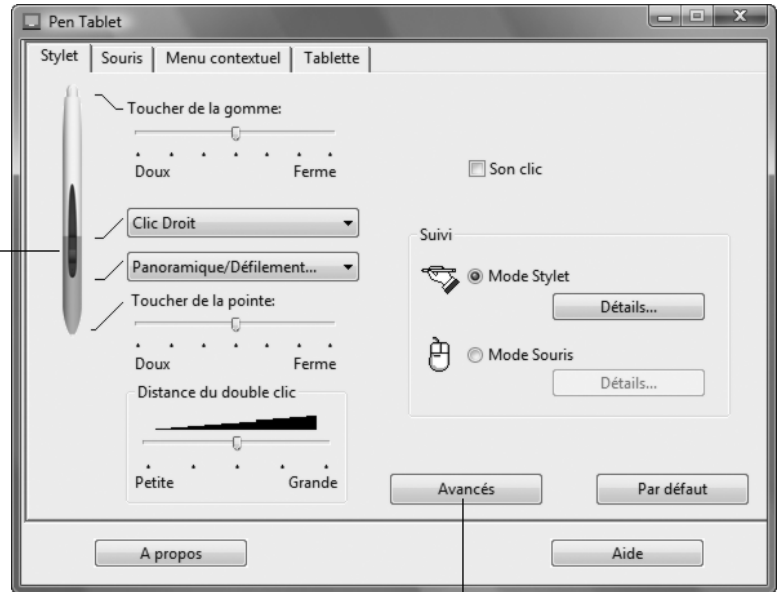 Pen Tablet
Stylet Souris Menu contextuel Tablette
Toucher de la gomme:
Doux Ferme
Son clic
Clic Droit
Suivi
Panoramique/Défilement...
Mode Stylet
Toucher de la pointe:
Détails...
Doux Ferme
Mode Souris
Détails...
Distance du double clic
Petite Grande
Avancés Par défaut
A propos Aide